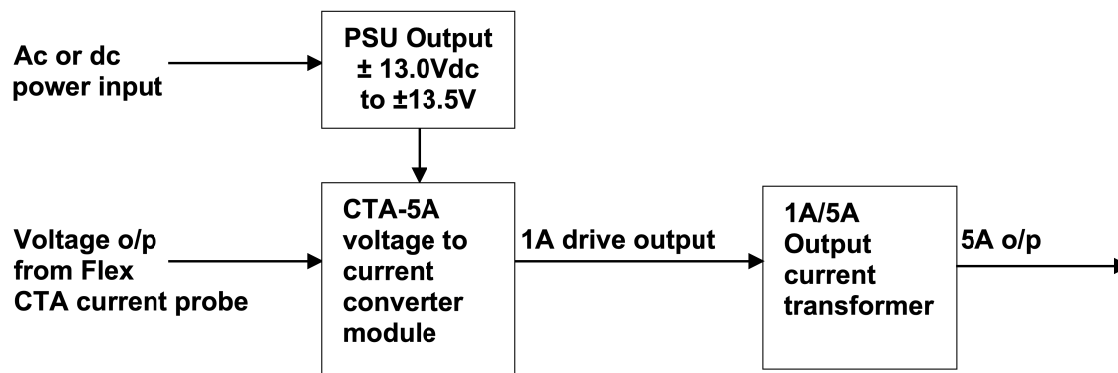 Ac or dc
power input
PSU Output
± 13.0Vdc
to ±13.5V
Voltage o/p
from Flex
CTA current probe
CTA-5A
voltage to
current
converter
module
1A drive output
1A/5A
Output
current
transformer
5A o/p